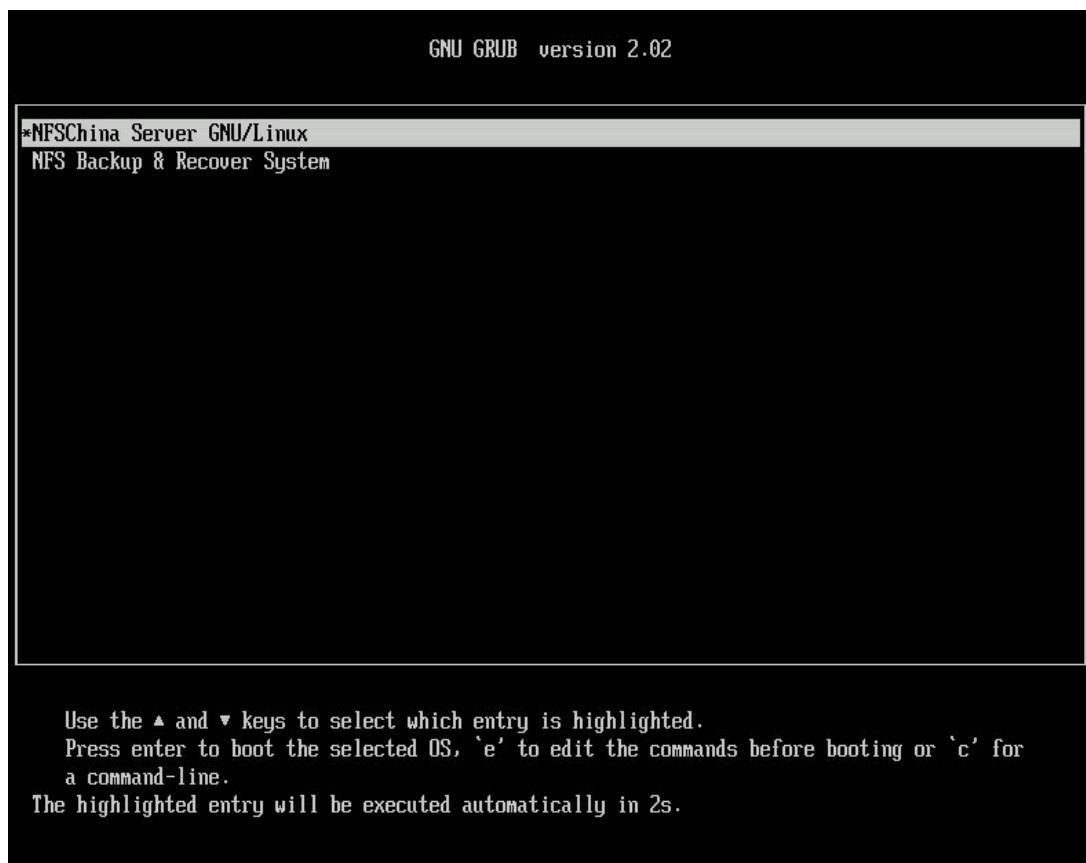 GNU GRUB  version 2.02
*NFSChina Server GNU/Linux
NFS Backup & Recover System
Use the ▲ and ▼ keys to select which entry is highlighted.
Press enter to boot the selected OS, `e' to edit the commands before booting or `c' for
a command-line.
The highlighted entry will be executed automatically in 2s.